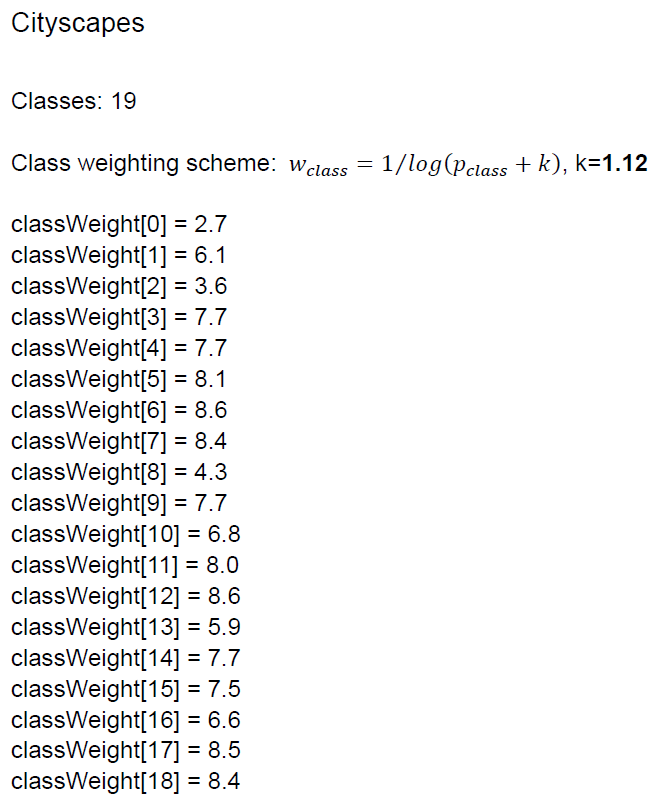 Cityscapes
Classes: 19
Class weighting scheme: w_class = 1/log(p_class + k), k=1.12
classWeight[0] = 2.7
classWeight[1] = 6.1
classWeight[2] = 3.6
classWeight[3] = 7.7
classWeight[4] = 7.7
classWeight[5] = 8.1
classWeight[6] = 8.6
classWeight[7] = 8.4
classWeight[8] = 4.3
classWeight[9] = 7.7
classWeight[10] = 6.8
classWeight[11] = 8.0
classWeight[12] = 8.6
classWeight[13] = 5.9
classWeight[14] = 7.7
classWeight[15] = 7.5
classWeight[16] = 6.6
classWeight[17] = 8.5
classWeight[18] = 8.4